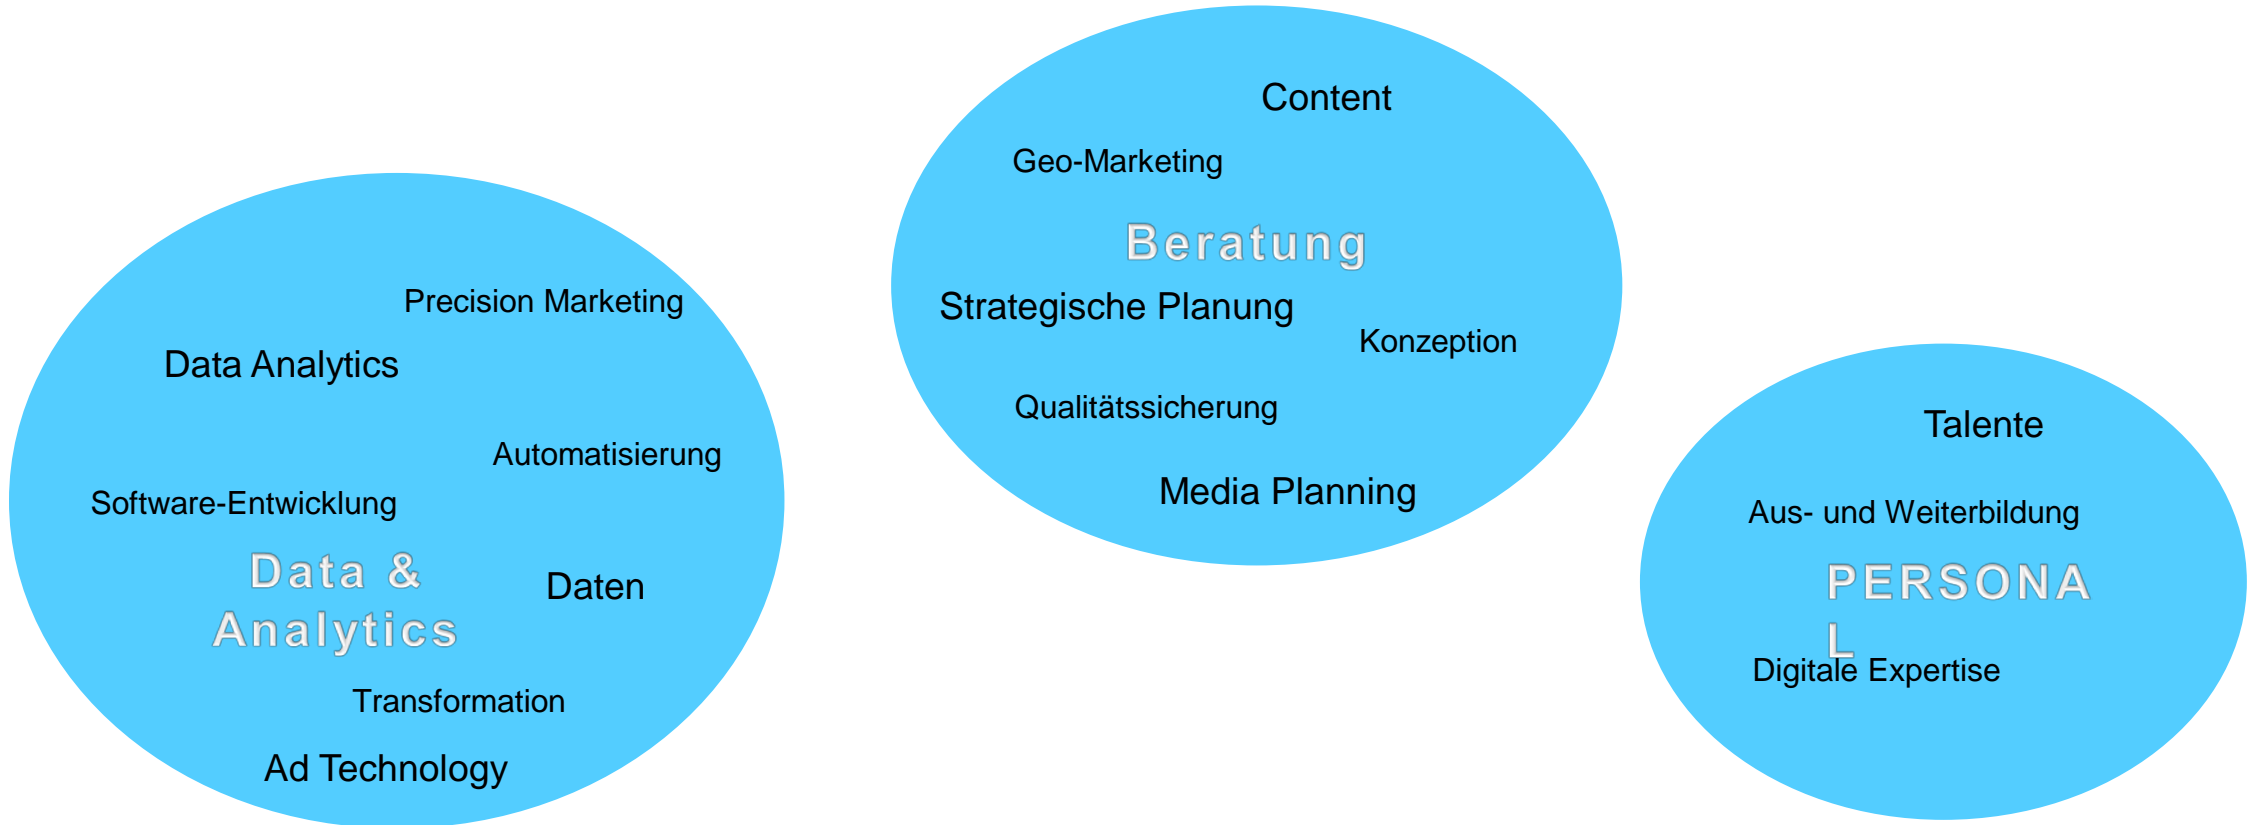 Precision Marketing
Data Analytics
Automatisierung
Software-Entwicklung
Data &
Analytics
Daten
Transformation
Ad Technology
Content
Geo-Marketing
Beratung
Strategische Planung
Konzeption
Qualitätssicherung
Media Planning
Talente
Aus- und Weiterbildung
PERSONA
L
Digitale Expertise